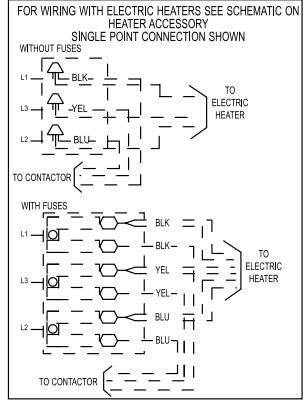 FOR WIRING WITH ELECTRIC HEATERS SEE SCHEMATIC ON
HEATER ACCESSORY
SINGLE POINT CONNECTION SHOWN
WITHOUT FUSES
L1
BLK
TO
ELECTRIC
HEATER
L3
YEL
L2
BLU
TO CONTACTOR
WITH FUSES
BLK
L1
BLK
TO
ELECTRIC
HEATER
YEL
L3
YEL
BLU
L2
BLU
TO CONTACTOR